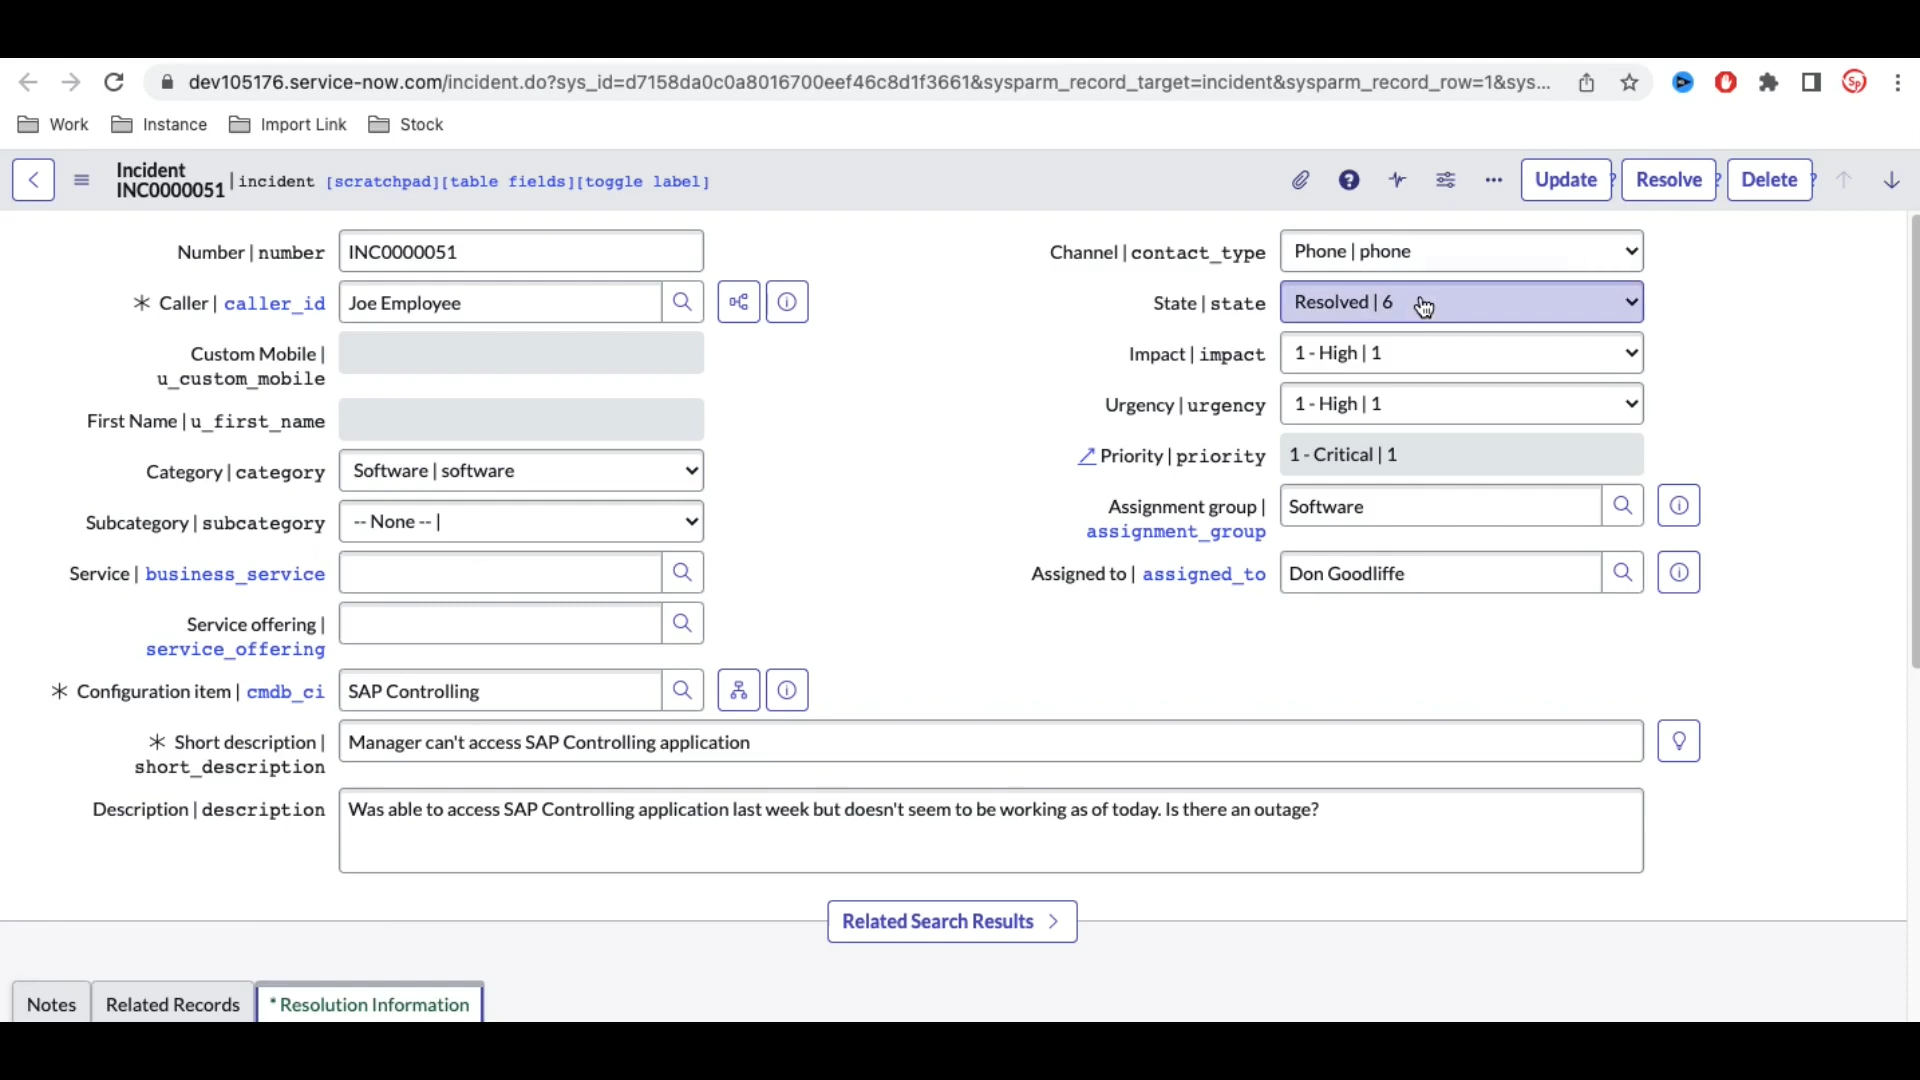 dev105176.service-now.com/incident.do?sys_id=d7158da0c0a8016700eef46c8d1f3661&sysparm_record_target=incident&sysparm_record_row=1&sys...
Sp
Work Instance Import Link Stock
Incident
INC0000051 | incident [scratchpad][table fields][toggle label]
Update ? Resolve ? Delete ?
Number | number INC0000051
Channel | contact_type Phone | phone
* Caller | caller_id Joe Employee
State | state Resolved | 6
Custom Mobile |
u_custom_mobile
Impact | impact 1 - High | 1
First Name | u_first_name
Urgency | urgency 1 - High | 1
Category | category Software | software
Priority | priority 1 - Critical | 1
Subcategory | subcategory -- None -- |
Assignment group |
assignment_group Software
Service | business_service
Assigned to | assigned_to Don Goodliffe
Service offering |
service_offering
* Configuration item | cmdb_ci SAP Controlling
* Short description |
short_description Manager can't access SAP Controlling application
Description | description Was able to access SAP Controlling application last week but doesn't seem to be working as of today. Is there an outage?
Related Search Results >
Notes Related Records * Resolution Information